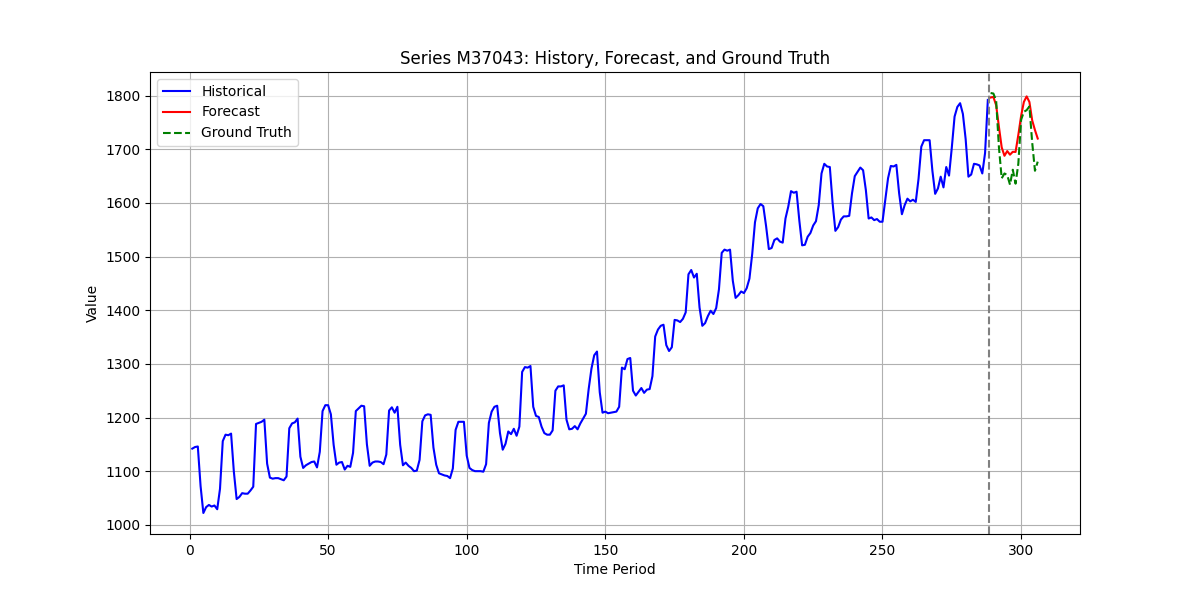 Series M37043: History, Forecast, and Ground Truth
Historical
Forecast
Ground Truth
1800
1700
1600
1500
1400
1300
1200
1100
1000
Value
0 50 100 150 200 250 300
Time Period